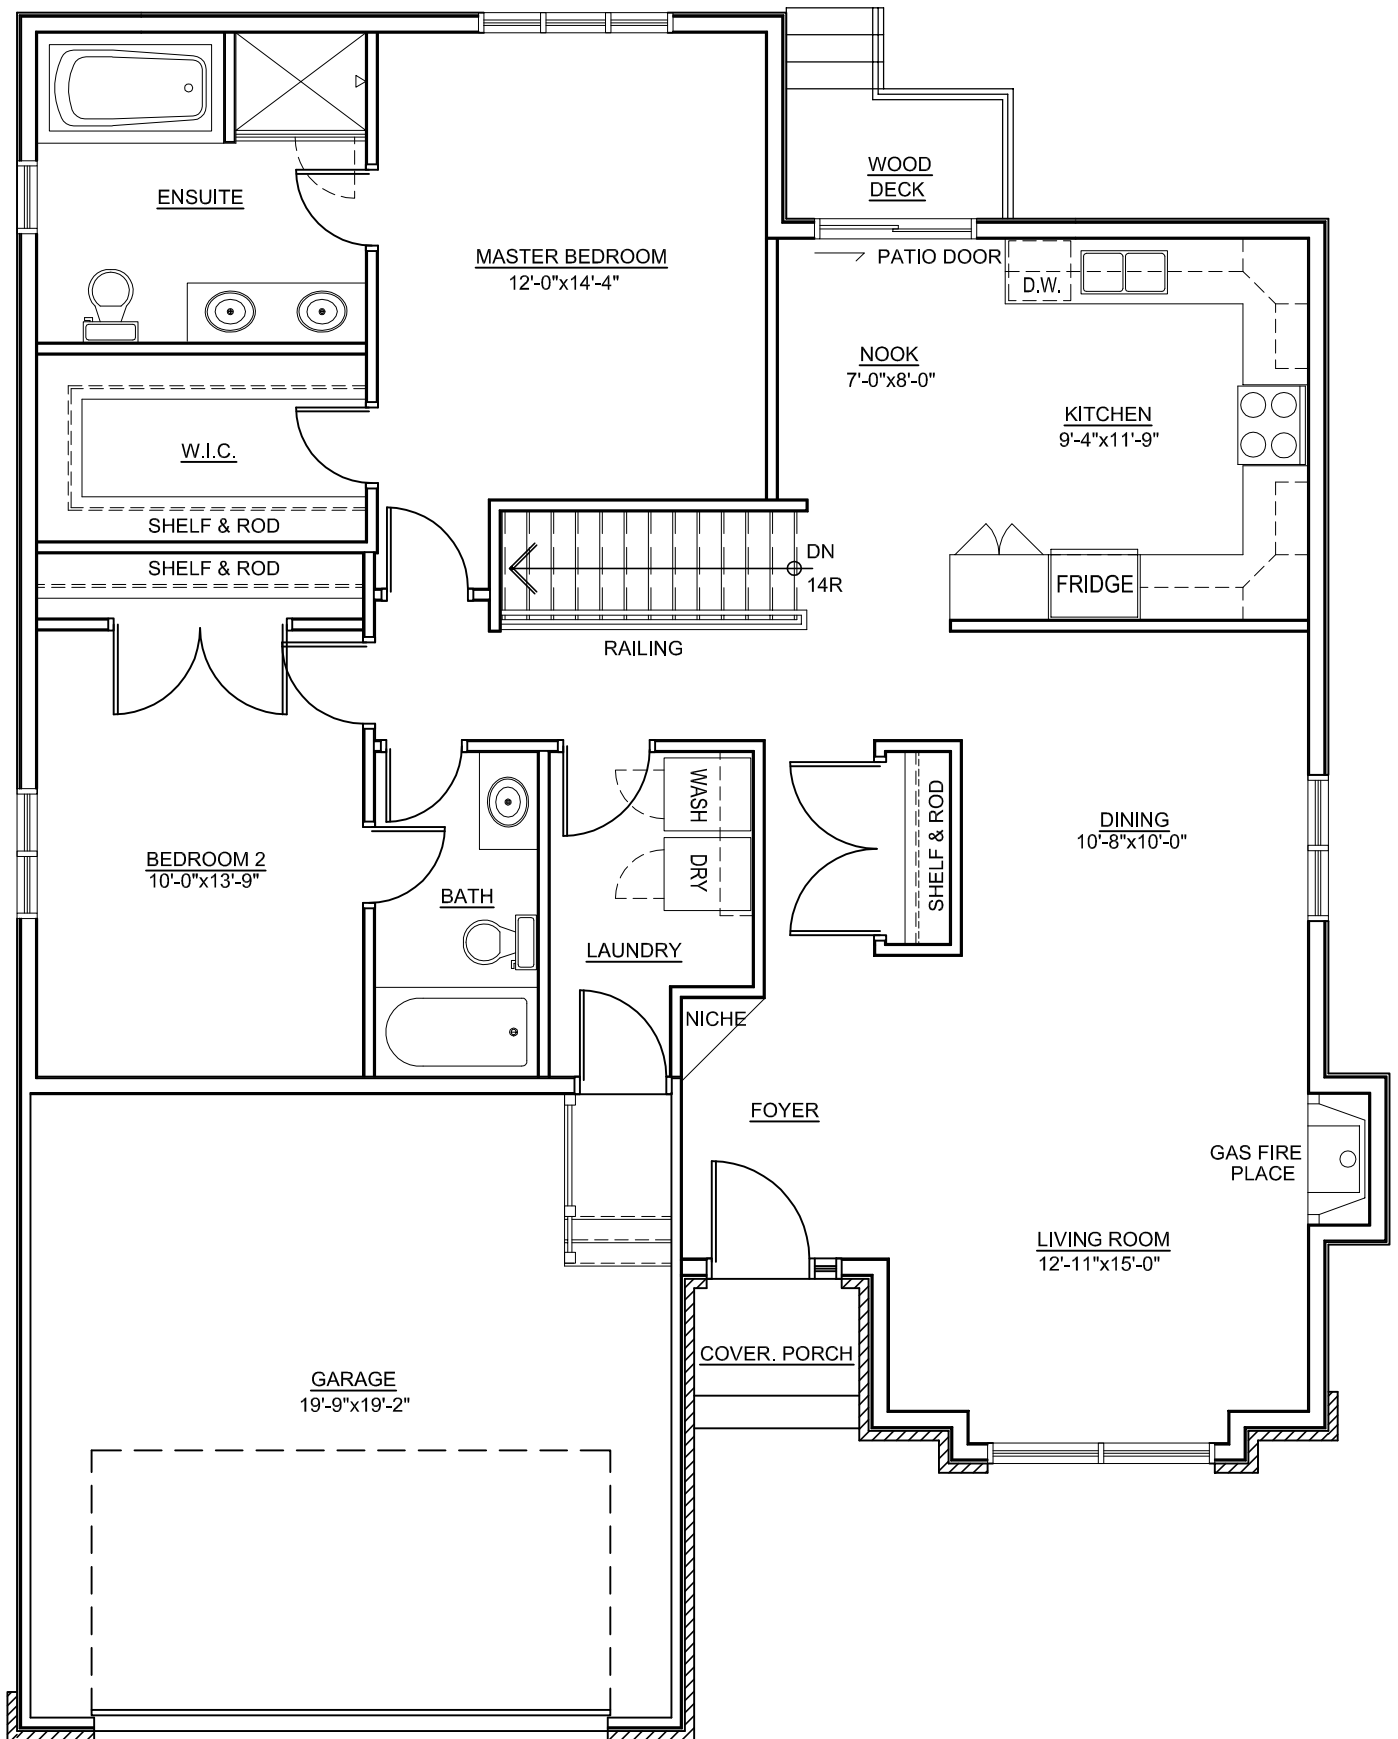 WOOD
DECK
ENSUITE
MASTER BEDROOM
12'-0"x14'-4"
PATIO DOOR
D.W.
NOOK
7'-0"x8'-0"
KITCHEN
9'-4"x11'-9"
W.I.C.
SHELF & ROD
SHELF & ROD
DN
14R
FRIDGE
RAILING
WASH
DRY
SHELF & ROD
DINING
10'-8"x10'-0"
BEDROOM 2
10'-0"x13'-9"
BATH
LAUNDRY
NICHE
FOYER
GAS FIRE
PLACE
LIVING ROOM
12'-11"x15'-0"
COVER. PORCH
GARAGE
19'-9"x19'-2"